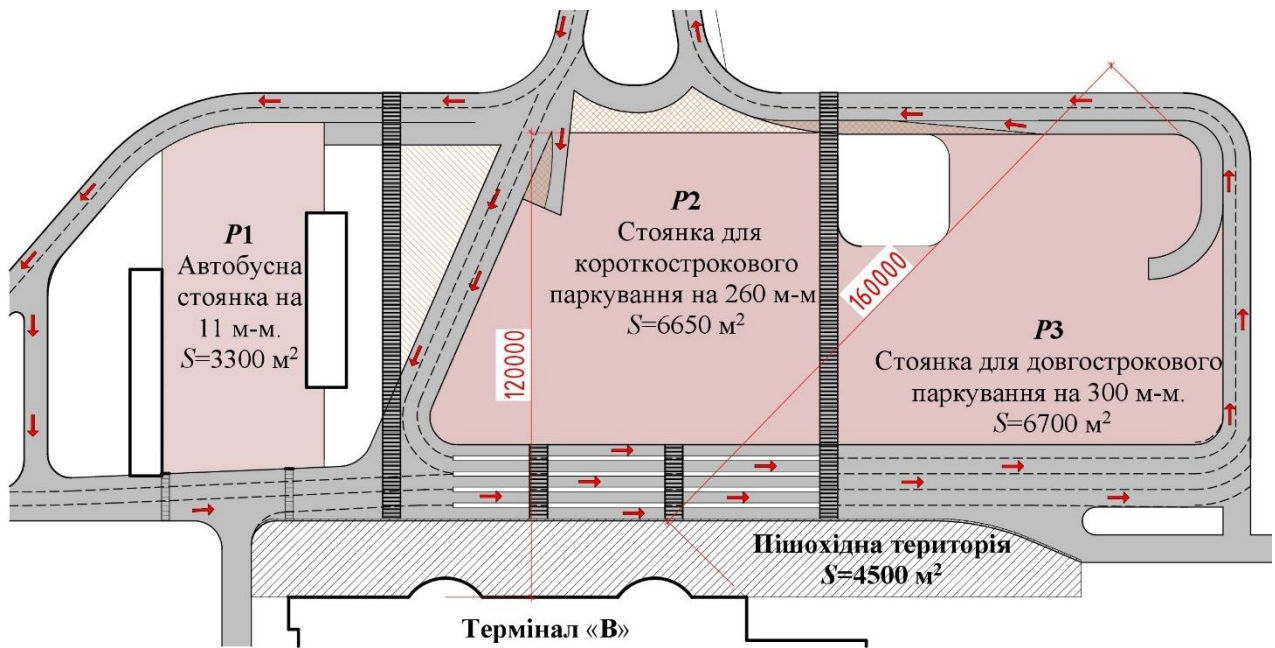 P1
Автобусна
стоянка на
11 м-м.
S=3300 м²
P2
Стоянка для
короткострокового
паркування на 260 м-м
S=6650 м²
120000
160000
P3
Стоянка для довгострокового
паркування на 300 м-м.
S=6700 м²
Пішохідна територія
S=4500 м²
Термінал «В»